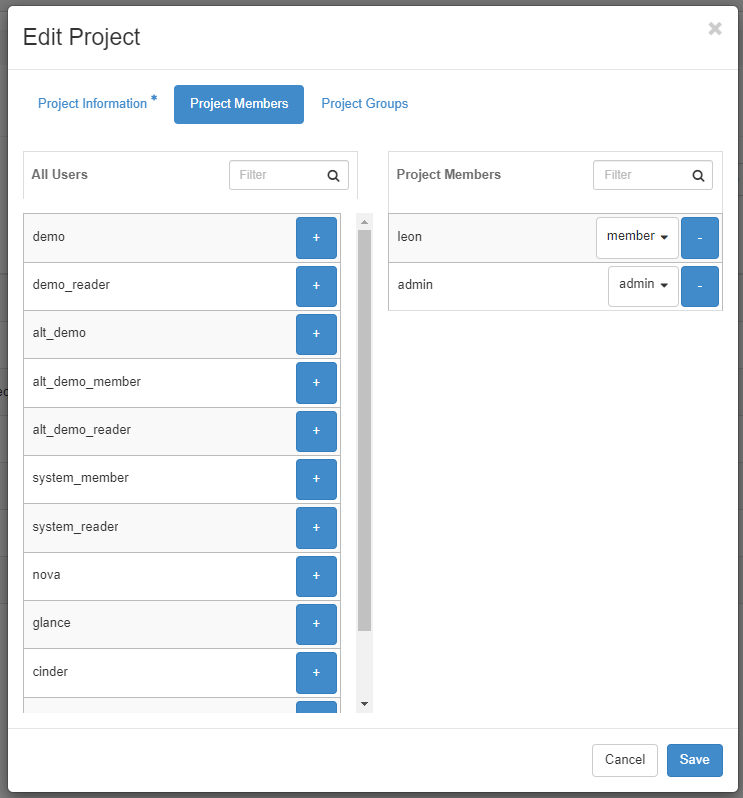 Edit Project
×
Project Information *
Project Members
Project Groups
All Users
Filter
demo +
demo_reader +
alt_demo +
alt_demo_member +
alt_demo_reader +
system_member +
system_reader +
nova +
glance +
cinder +
Project Members
Filter
leon member -
admin admin -
Cancel
Save